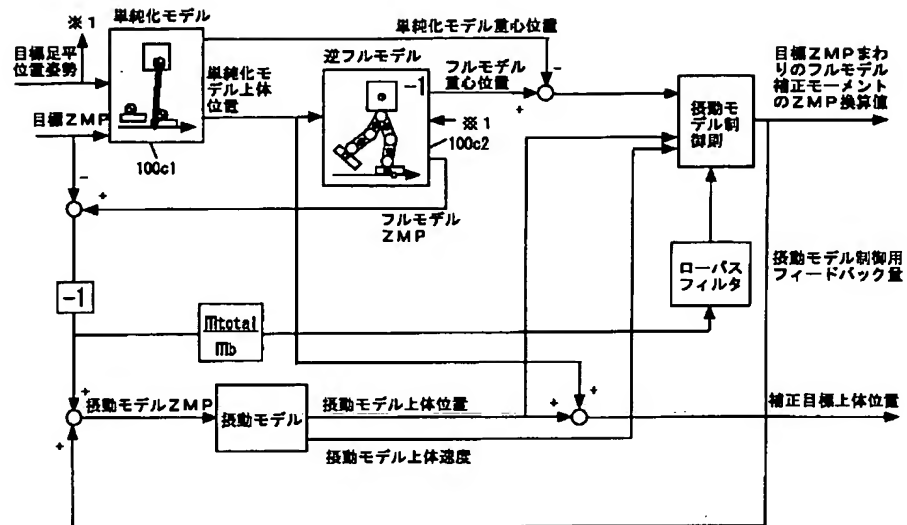 ※1
単純化モデル
単純化モデル重心位置
目標足平
位置姿勢
単純化モ
デル上体
位置
逆フルモデル
-1
フルモデル
重心位置
-
+
※1
目標ZMPまわ
りのフルモデル
補正モーメント
のZMP換算値
摂動モ
デル制
御則
目標ZMP
100c1
100c2
-
+
フルモデル
ZMP
ローパス
フィルタ
摂動モデル制御用
フィードバック量
-1
mtotal
mb
+
摂動モデルZMP
摂動モデル
摂動モデル上体位置
+
+
補正目標上体位置
+
摂動モデル上体速度